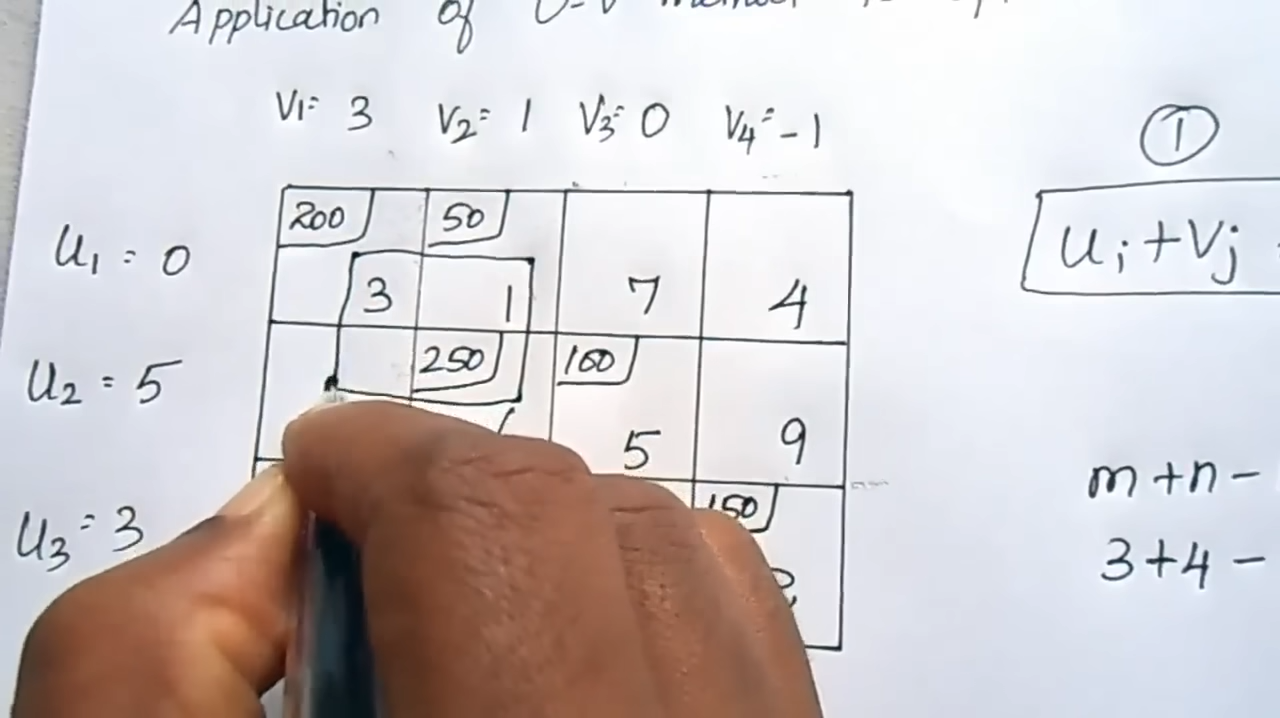 Application of U-V method
V1= 3 V2= 1 V3= 0 V4= -1
①
200 50
U1 = 0 3 1 7 4
Ui+Vj
250 100
U2 = 5 5 9
m+n-
150
U3= 3
3+4-